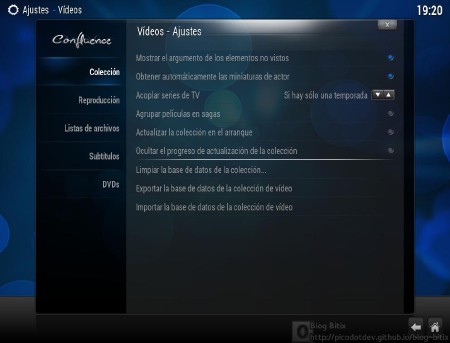 Ajustes - Vídeos
19:20
Confluence
Vídeos - Ajustes
x
Colección
Reproducción
Listas de archivos
Subtítulos
DVDs
Mostrar el argumento de los elementos no vistos
Obtener automáticamente las miniaturas de actor
Acoplar series de TV Si hay sólo una temporada
Agrupar películas en sagas
Actualizar la colección en el arranque
Ocultar el progreso de actualización de la colección
Limpiar la base de datos de la colección...
Exportar la base de datos de la colección de vídeo
Importar la base de datos de la colección de vídeo
Blog Bitix
http://picodotdev.github.io/blog-bitix